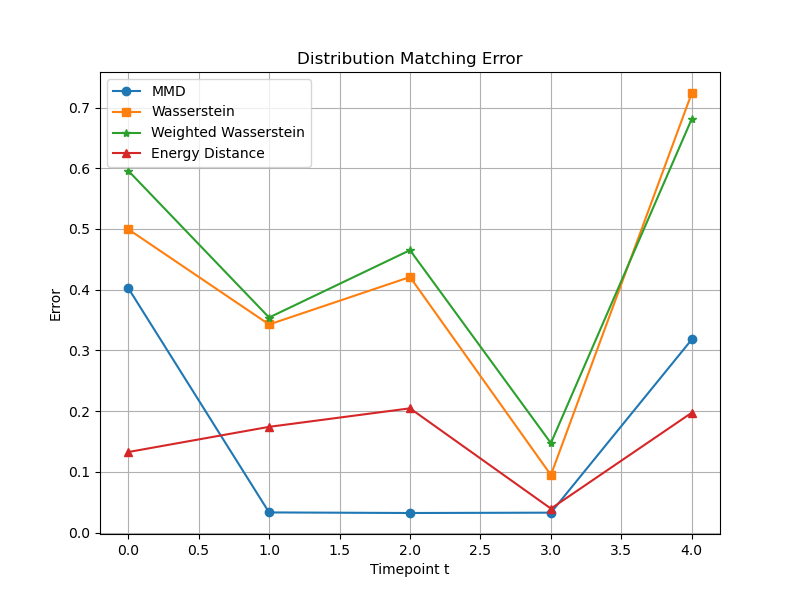 Distribution Matching Error
MMD
Wasserstein
Weighted Wasserstein
Energy Distance
Error
0.7
0.6
0.5
0.4
0.3
0.2
0.1
0.0
0.0 0.5 1.0 1.5 2.0 2.5 3.0 3.5 4.0
Timepoint t